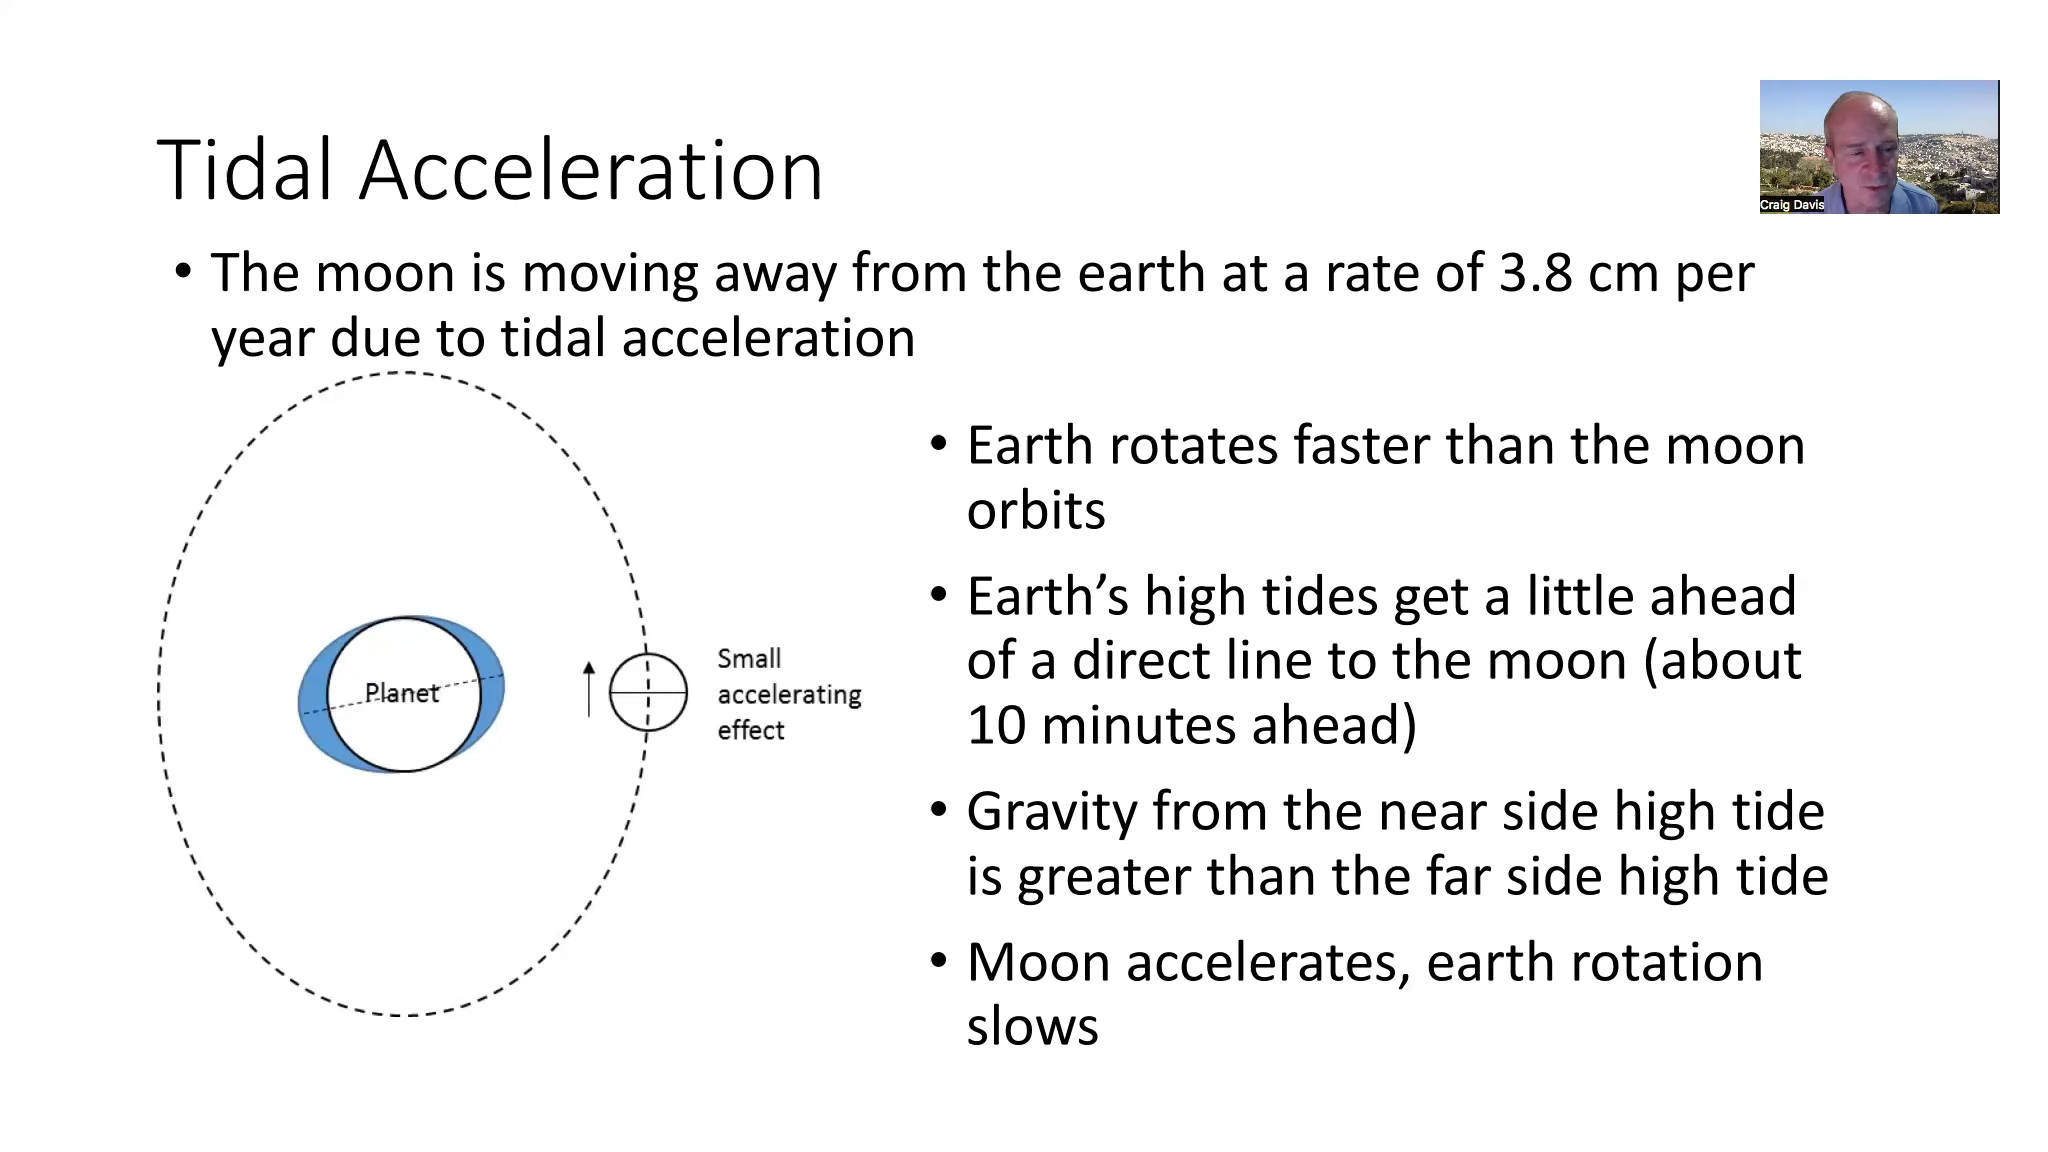 Tidal Acceleration
Craig Davis
• The moon is moving away from the earth at a rate of 3.8 cm per
year due to tidal acceleration
• Earth rotates faster than the moon
orbits
• Earth’s high tides get a little ahead
of a direct line to the moon (about
10 minutes ahead)
• Gravity from the near side high tide
is greater than the far side high tide
• Moon accelerates, earth rotation
slows
Planet
Small
accelerating
effect